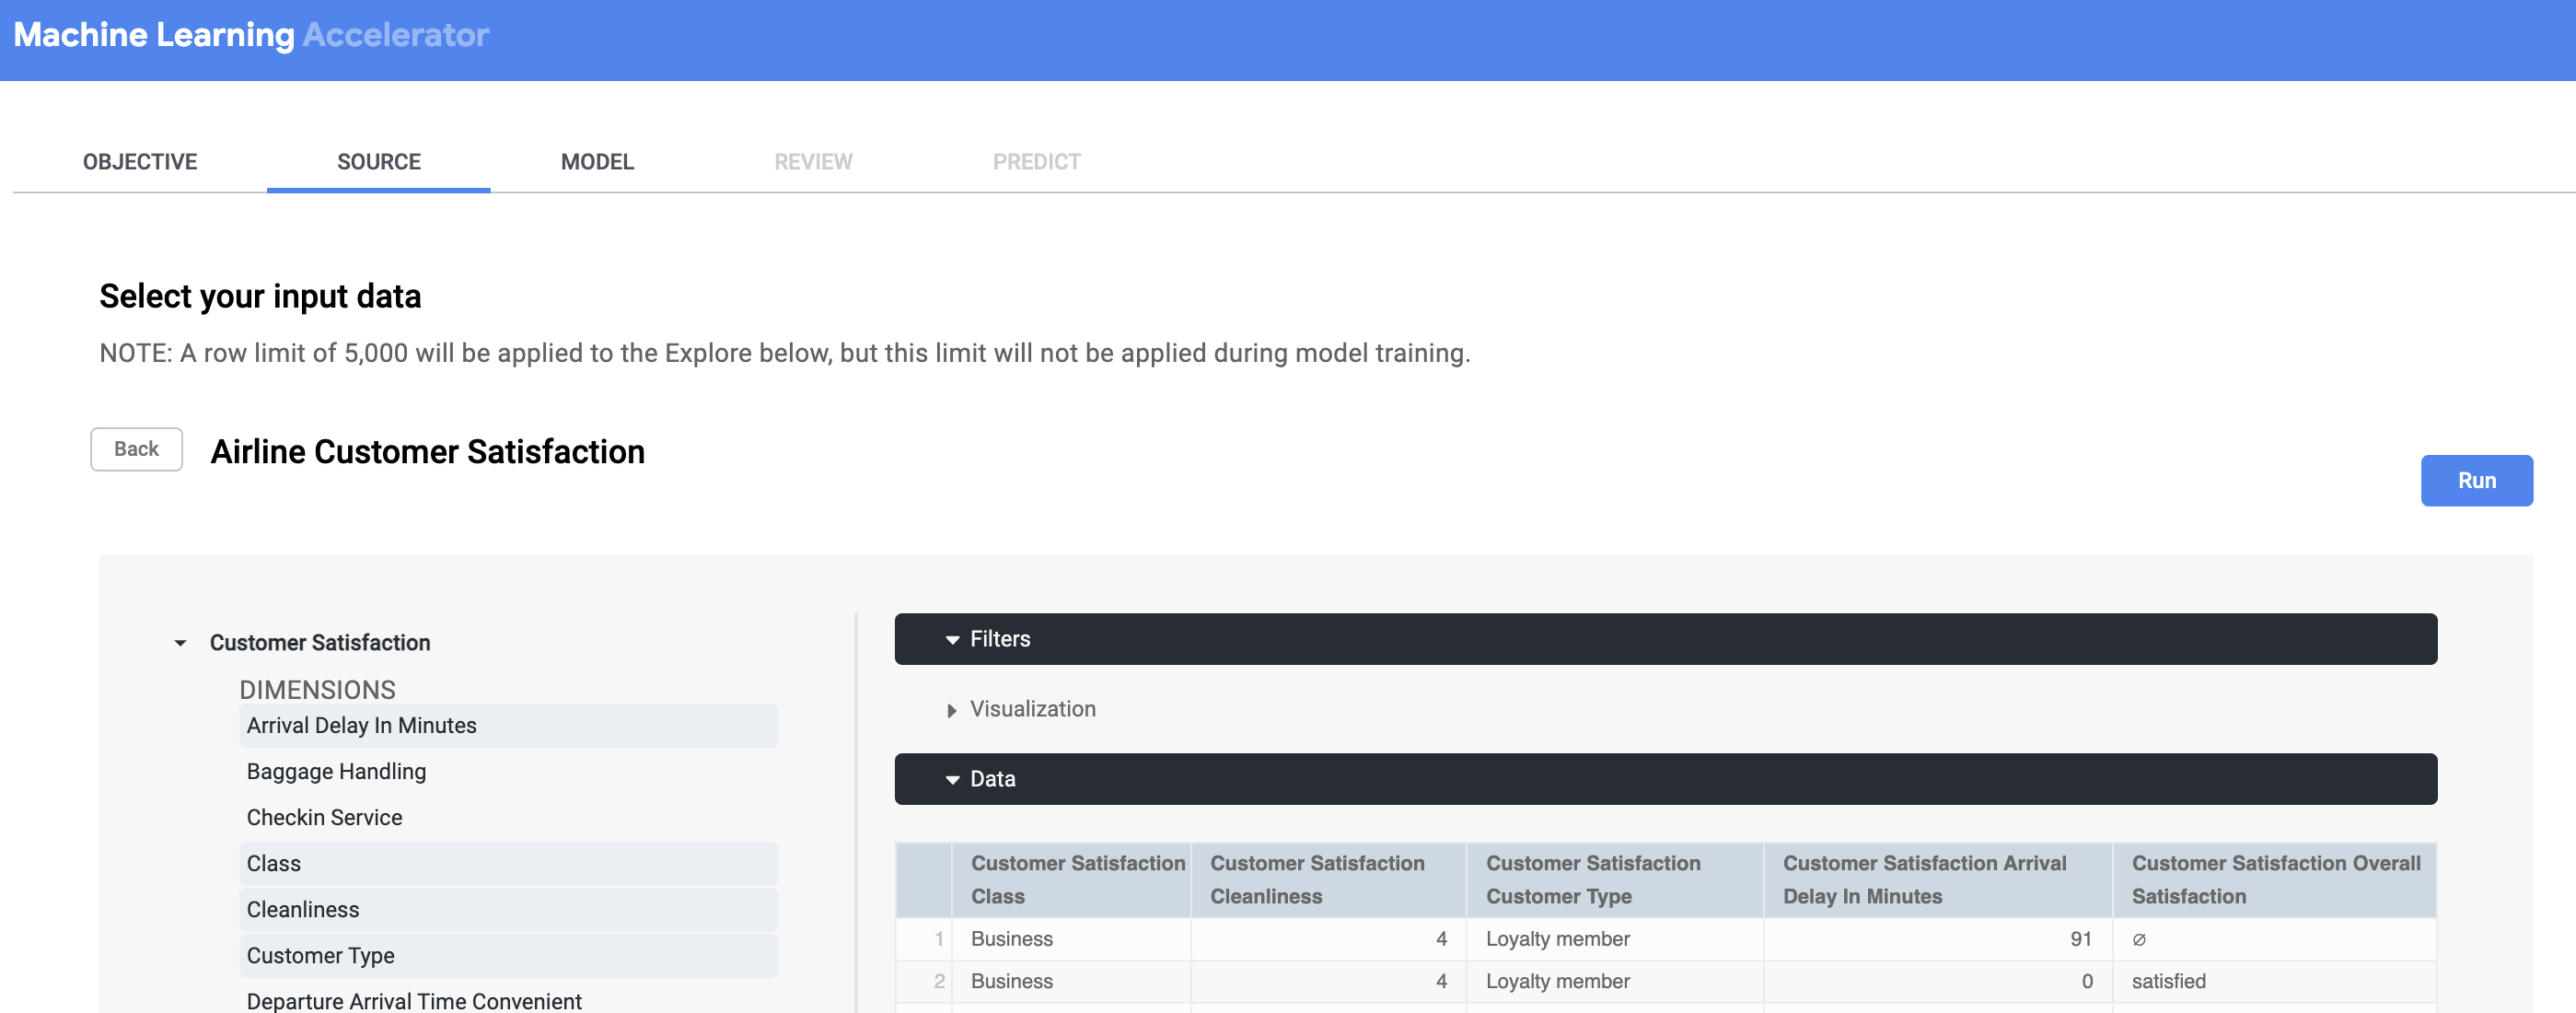 Machine Learning Accelerator
OBJECTIVE SOURCE MODEL REVIEW PREDICT
Select your input data
NOTE: A row limit of 5,000 will be applied to the Explore below, but this limit will not be applied during model training.
Back Airline Customer Satisfaction
Run
Customer Satisfaction
DIMENSIONS
Arrival Delay In Minutes
Baggage Handling
Checkin Service
Class
Cleanliness
Customer Type
Departure Arrival Time Convenient
Filters
Visualization
Data
Customer Satisfaction Class Customer Satisfaction Cleanliness Customer Satisfaction Customer Type Customer Satisfaction Arrival Delay In Minutes Customer Satisfaction Overall Satisfaction
1 Business 4 Loyalty member 91 ∅
2 Business 4 Loyalty member 0 satisfied